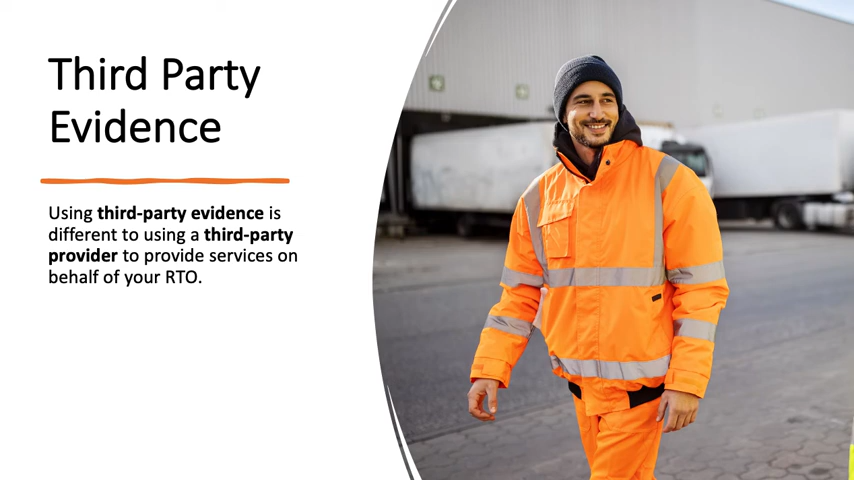 Third Party
Evidence
Using third-party evidence is
different to using a third-party
provider to provide services on
behalf of your RTO.